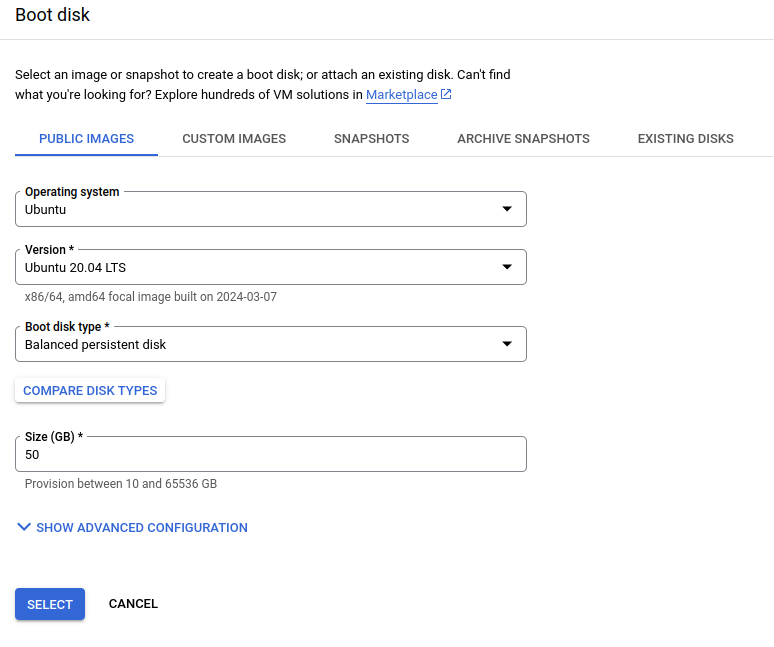 Boot disk
Select an image or snapshot to create a boot disk; or attach an existing disk. Can't find
what you're looking for? Explore hundreds of VM solutions in Marketplace
PUBLIC IMAGES CUSTOM IMAGES SNAPSHOTS ARCHIVE SNAPSHOTS EXISTING DISKS
Operating system
Ubuntu
Version *
Ubuntu 20.04 LTS
x86/64, amd64 focal image built on 2024-03-07
Boot disk type *
Balanced persistent disk
COMPARE DISK TYPES
Size (GB) *
50
Provision between 10 and 65536 GB
SHOW ADVANCED CONFIGURATION
SELECT CANCEL